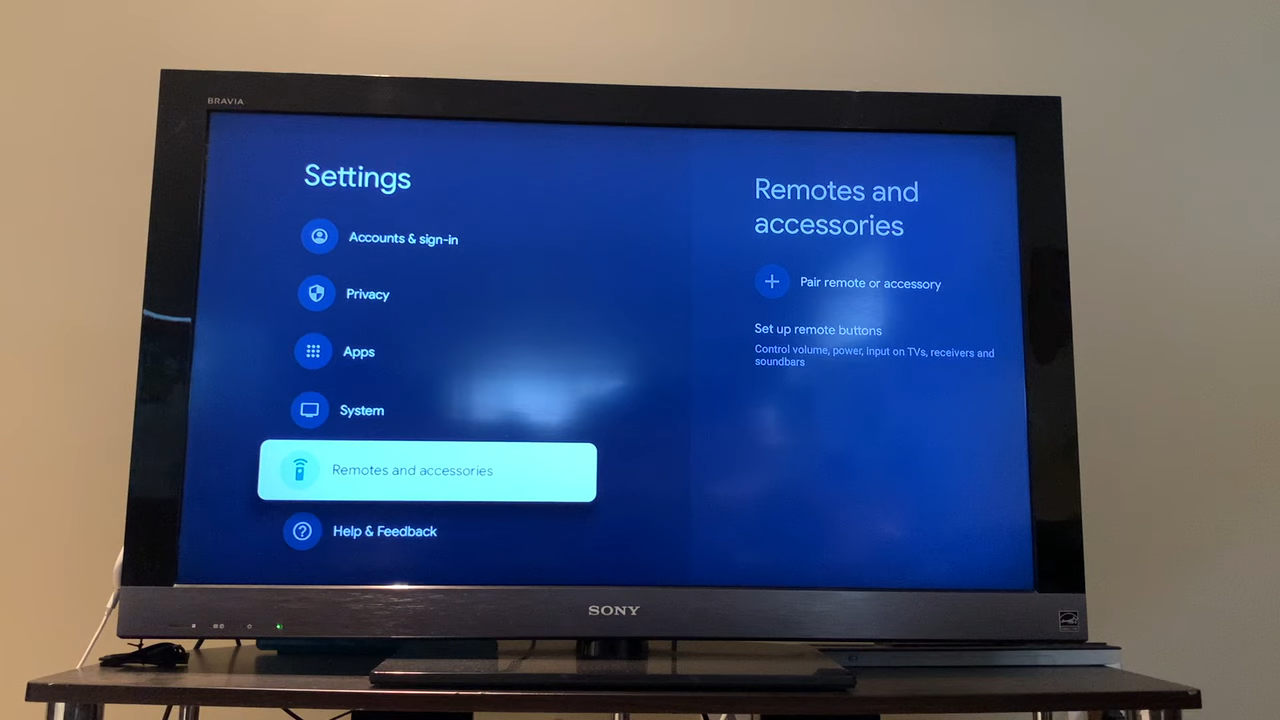 BRAVIA
Settings
Accounts & sign-in
Privacy
Apps
System
Remotes and accessories
Help & Feedback
Remotes and
accessories
Pair remote or accessory
Set up remote buttons
Control volume, power, input on TVs, receivers and
soundbars
SONY